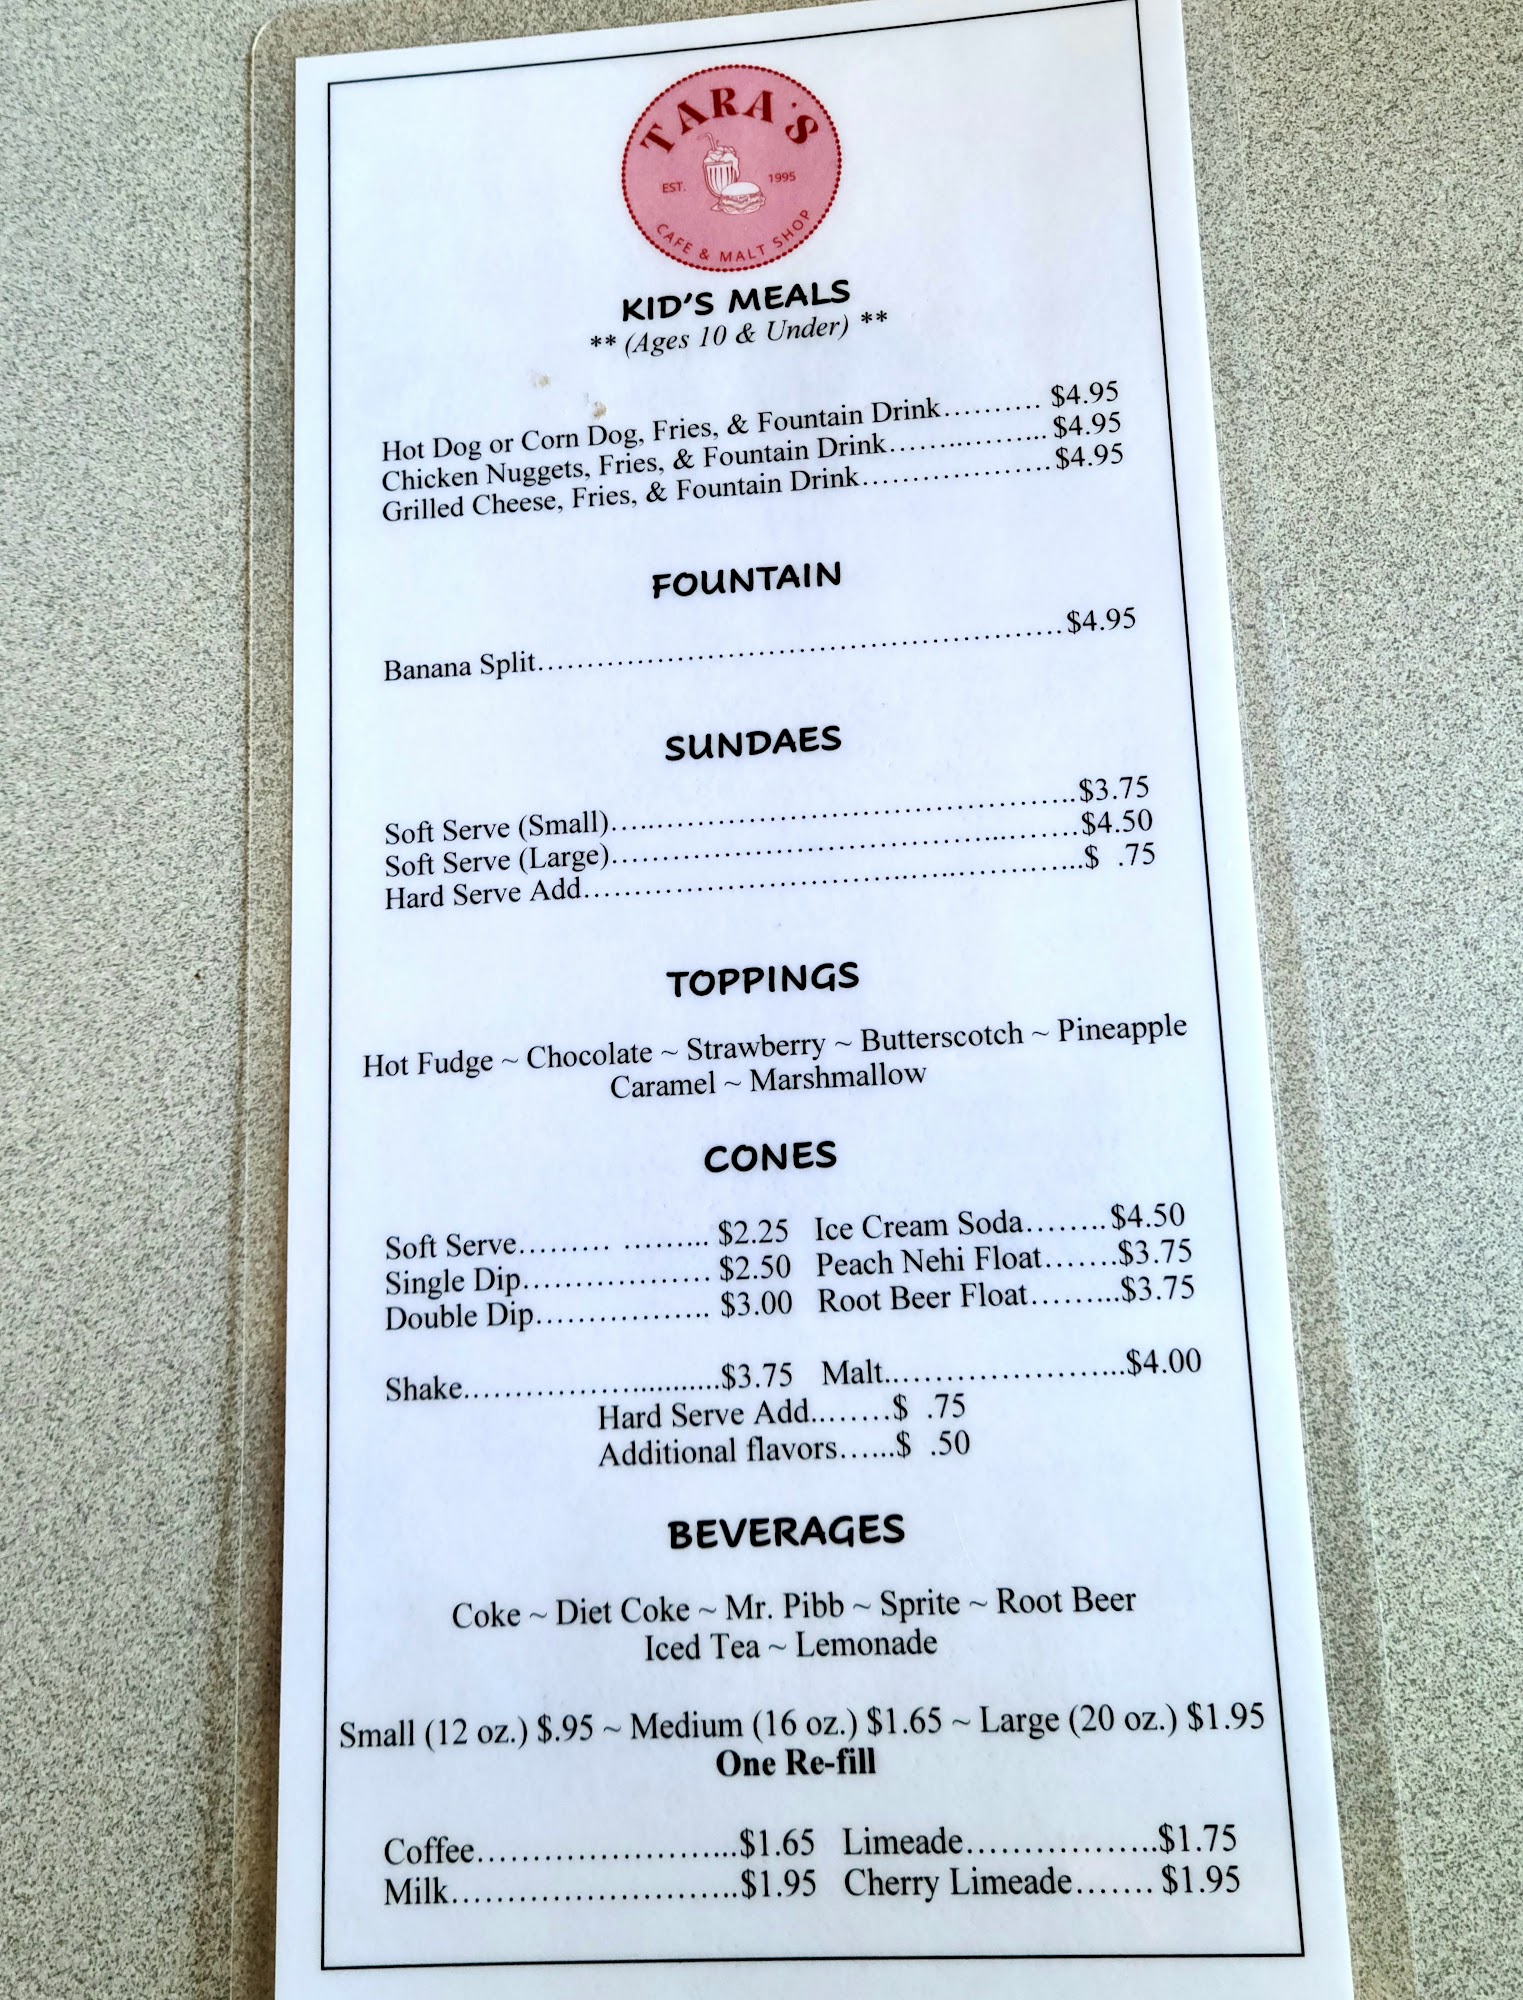 TARA'S
EST. 1995
CAFE & MALT SHOP
KID'S MEALS
** (Ages 10 & Under) **
Hot Dog or Corn Dog, Fries, & Fountain Drink.......... $4.95
Chicken Nuggets, Fries, & Fountain Drink................ $4.95
Grilled Cheese, Fries, & Fountain Drink...................$4.95
FOUNTAIN
Banana Split.....................................................$4.95
SUNDAES
Soft Serve (Small)...............................................$3.75
Soft Serve (Large)...............................................$4.50
Hard Serve Add..................................................$ .75
TOPPINGS
Hot Fudge ~ Chocolate ~ Strawberry ~ Butterscotch ~ Pineapple
Caramel ~ Marshmallow
CONES
Soft Serve......... ......... $2.25 Ice Cream Soda........$4.50
Single Dip................... $2.50 Peach Nehi Float.......$3.75
Double Dip.................. $3.00 Root Beer Float.........$3.75
Shake...........................$3.75 Malt........................$4.00
Hard Serve Add........$ .75
Additional flavors......$ .50
BEVERAGES
Coke ~ Diet Coke ~ Mr. Pibb ~ Sprite ~ Root Beer
Iced Tea ~ Lemonade
Small (12 oz.) $.95 ~ Medium (16 oz.) $1.65 ~ Large (20 oz.) $1.95
One Re-fill
Coffee..........................$1.65 Limeade...................$1.75
Milk.............................$1.95 Cherry Limeade....... $1.95